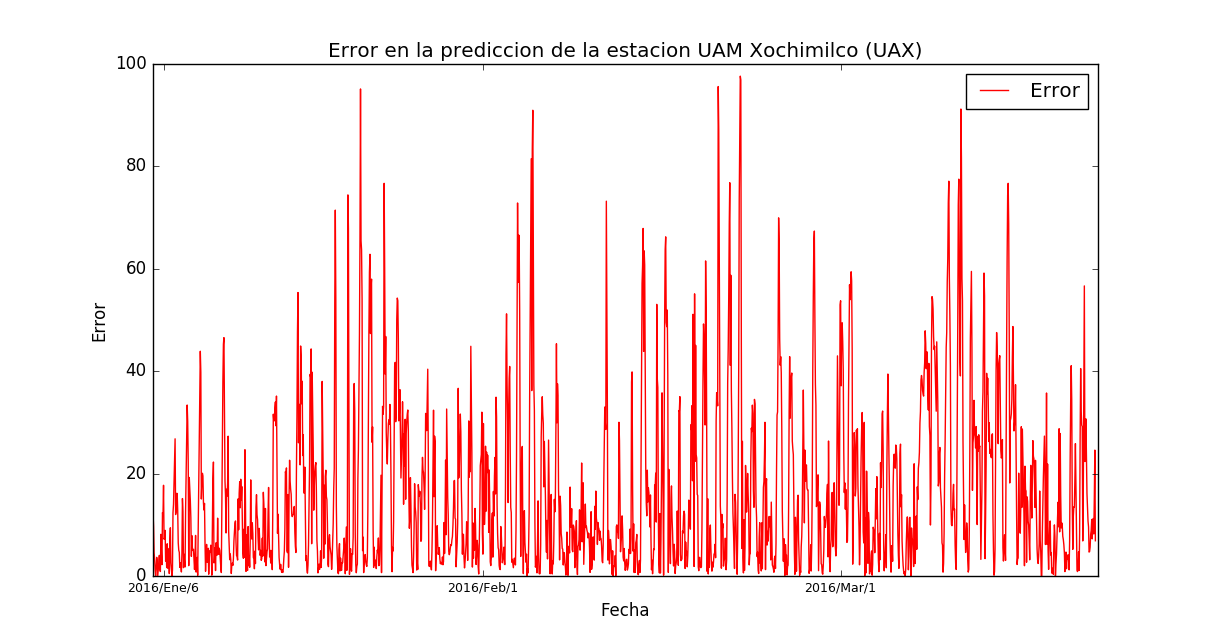 Error en la prediccion de la estacion UAM Xochimilco (UAX)
Error
100
80
60
40
20
0
Error
2016/Ene/6
2016/Feb/1
2016/Mar/1
Fecha